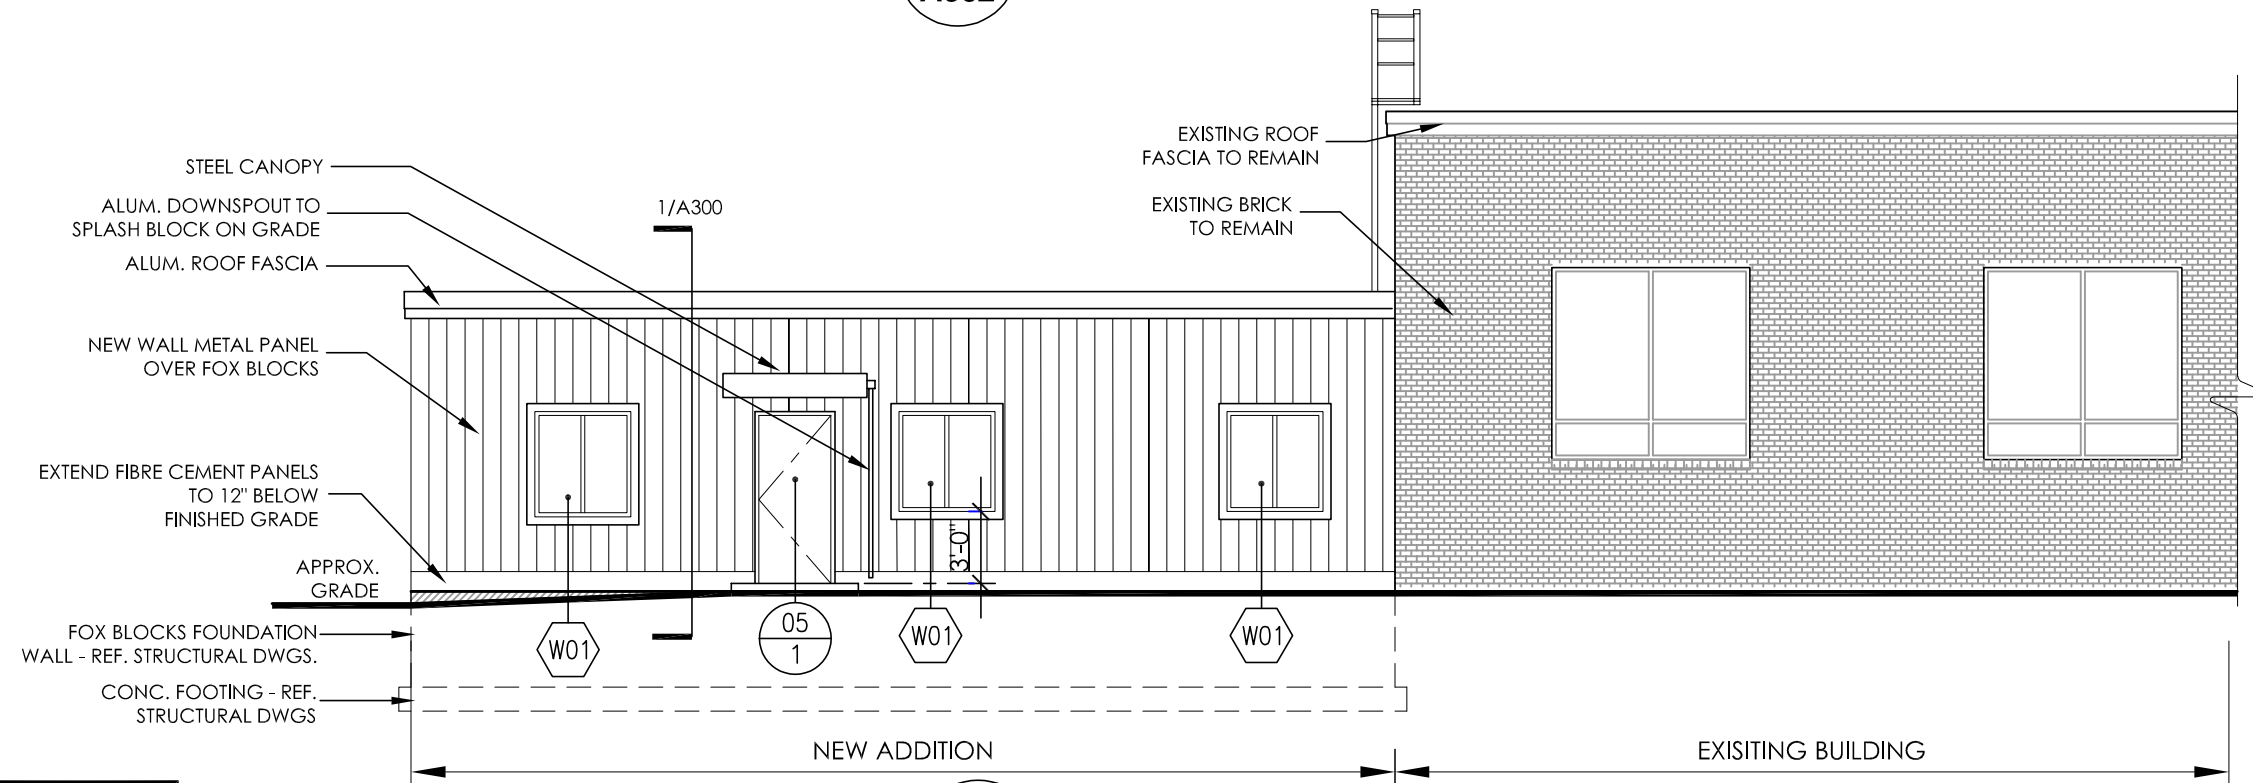 EXISTING ROOF
FASCIA TO REMAIN
STEEL CANOPY
ALUM. DOWNSPOUT TO
SPLASH BLOCK ON GRADE
1/A300
EXISTING BRICK
TO REMAIN
ALUM. ROOF FASCIA
NEW WALL METAL PANEL
OVER FOX BLOCKS
EXTEND FIBRE CEMENT PANELS
TO 12" BELOW
FINISHED GRADE
3'-0"
APPROX.
GRADE
FOX BLOCKS FOUNDATION
WALL - REF. STRUCTURAL DWGS.
W01
05
1
W01
W01
CONC. FOOTING - REF.
STRUCTURAL DWGS
NEW ADDITION
EXISITING BUILDING